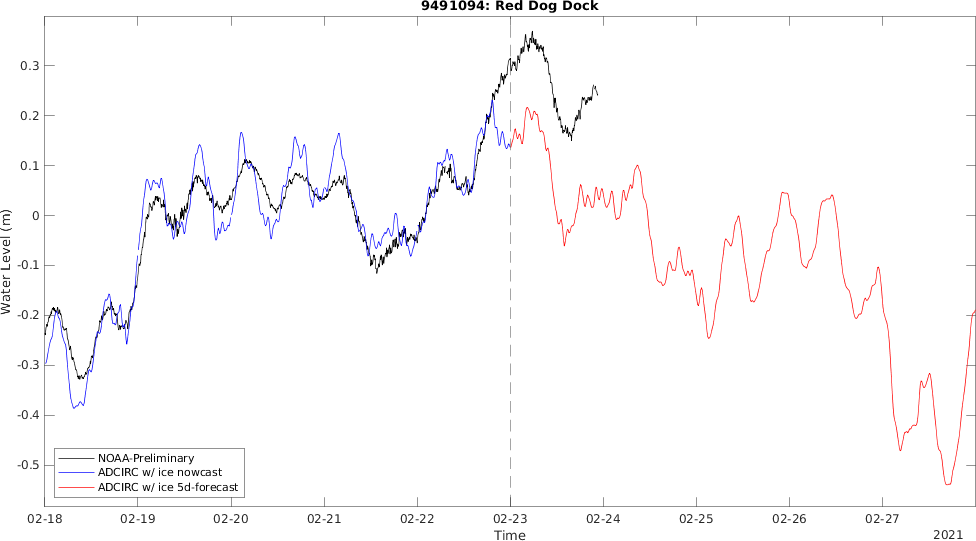 9491094: Red Dog Dock
Water Level (m)
0.3
0.2
0.1
0
-0.1
-0.2
-0.3
-0.4
-0.5
NOAA-Preliminary
ADCIRC w/ ice nowcast
ADCIRC w/ ice 5d-forecast
02-18 02-19 02-20 02-21 02-22 02-23 02-24 02-25 02-26 02-27
Time
2021